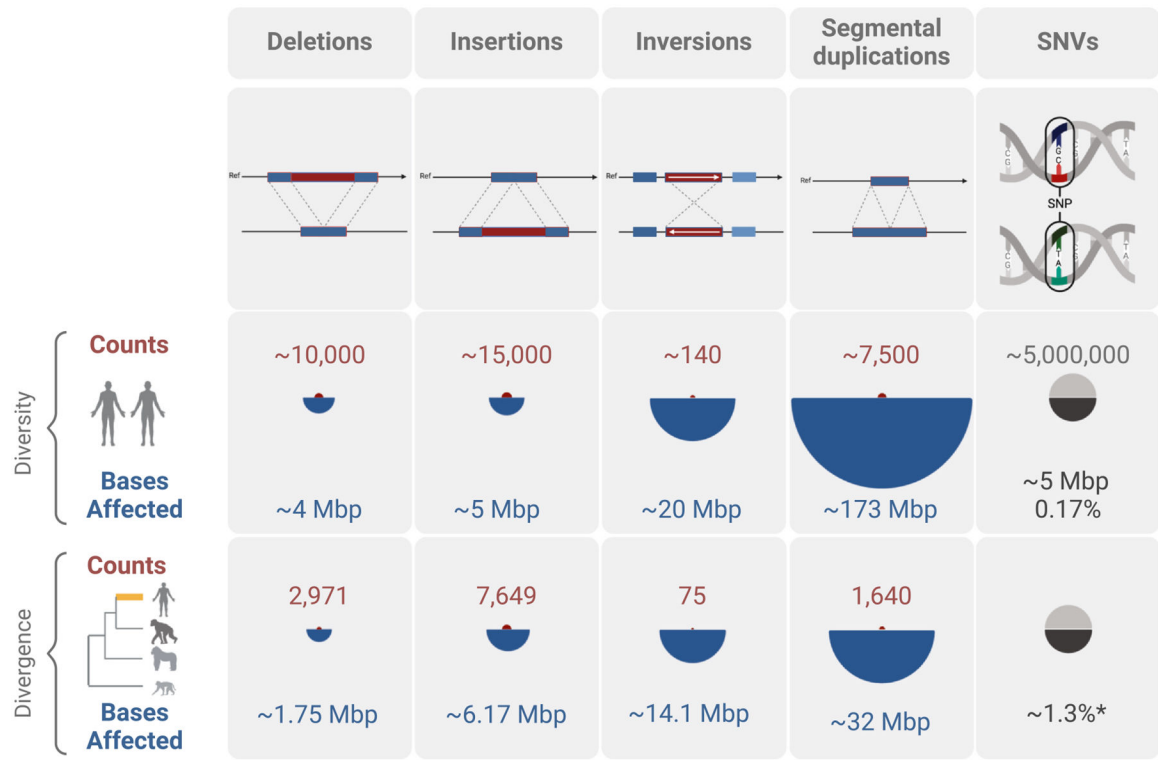 Deletions
Insertions
Inversions
Segmental
duplications
SNVs
Ref
Ref
Ref
Ref
C
G
G
C
C
G
T
A
SNP
C
G
T
A
C
G
T
A
Diversity
Counts
~10,000
~15,000
~140
~7,500
~5,000,000
Bases
Affected
~4 Mbp
~5 Mbp
~20 Mbp
~173 Mbp
~5 Mbp
0.17%
Divergence
Counts
2,971
7,649
75
1,640
Bases
Affected
~1.75 Mbp
~6.17 Mbp
~14.1 Mbp
~32 Mbp
~1.3%*